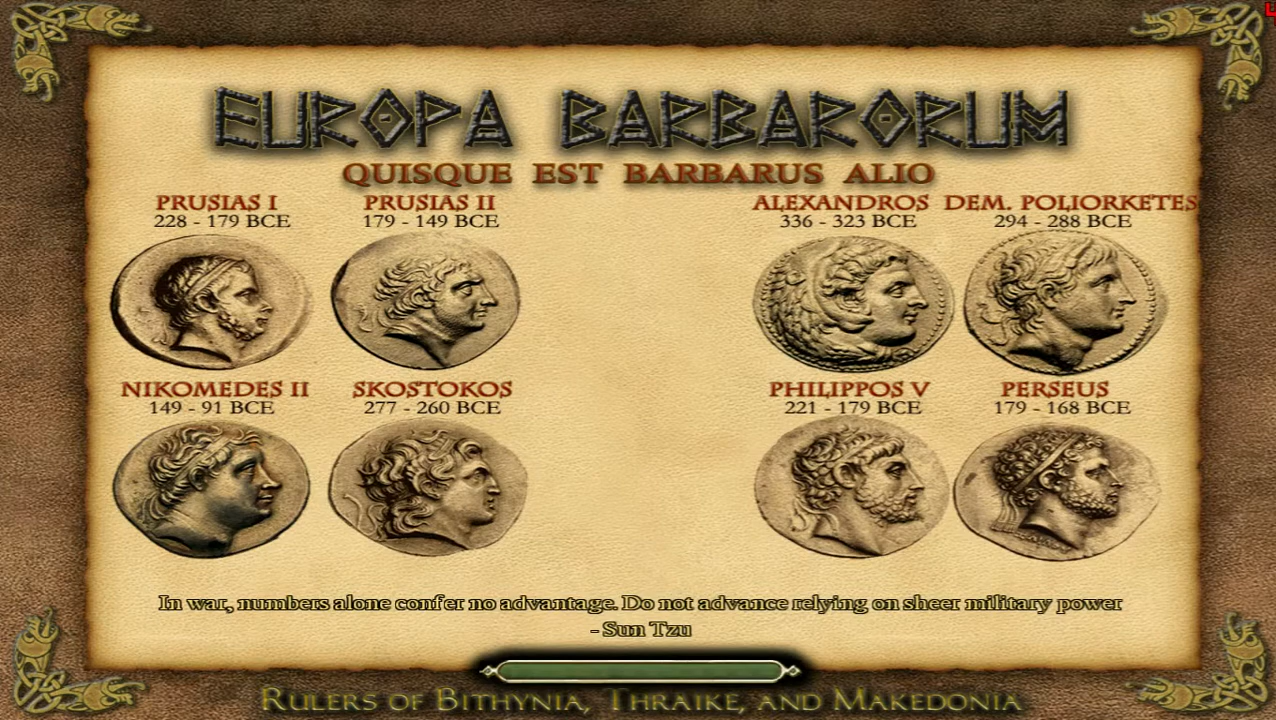 EUROPA BARBARORUM
QUISQUE EST BARBARUS ALIO
PRUSIAS I
228 - 179 BCE
PRUSIAS II
179 - 149 BCE
ALEXANDROS
336 - 323 BCE
DEM. POLIORKETES
294 - 288 BCE
NIKOMEDES II
149 - 91 BCE
SKOSTOKOS
277 - 260 BCE
PHILIPPOS V
221 - 179 BCE
PERSEUS
179 - 168 BCE
In war, numbers alone confer no advantage. Do not advance relying on sheer military power
- Sun Tzu
RULERS OF BITHYNIA, THRAIKE, AND MAKEDONIA